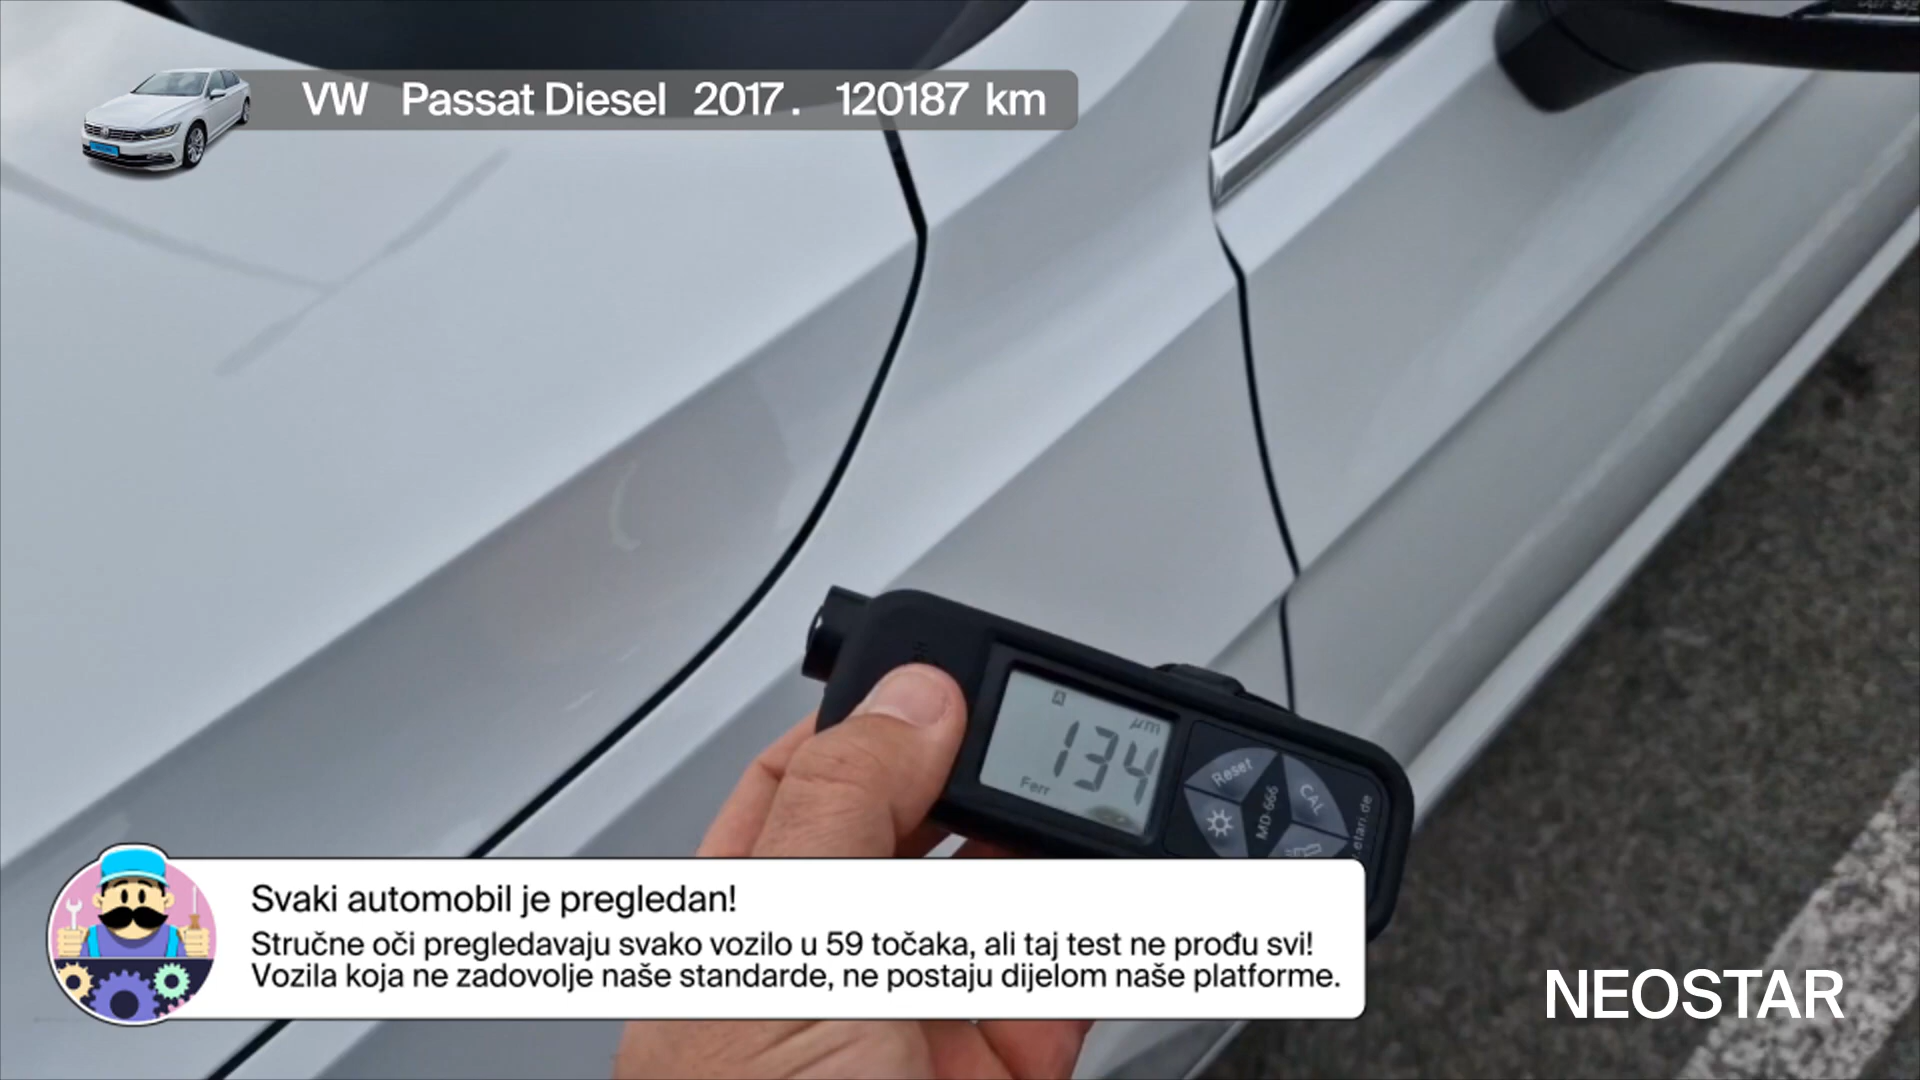 VW Passat Diesel 2017. 120187 km
µm
134
Ferr
Reset
CAL
MD-666
etari.de
Svaki automobil je pregledan!
Stručne oči pregledavaju svako vozilo u 59 točaka, ali taj test ne prođu svi!
Vozila koja ne zadovolje naše standarde, ne postaju dijelom naše platforme.
NEOSTAR